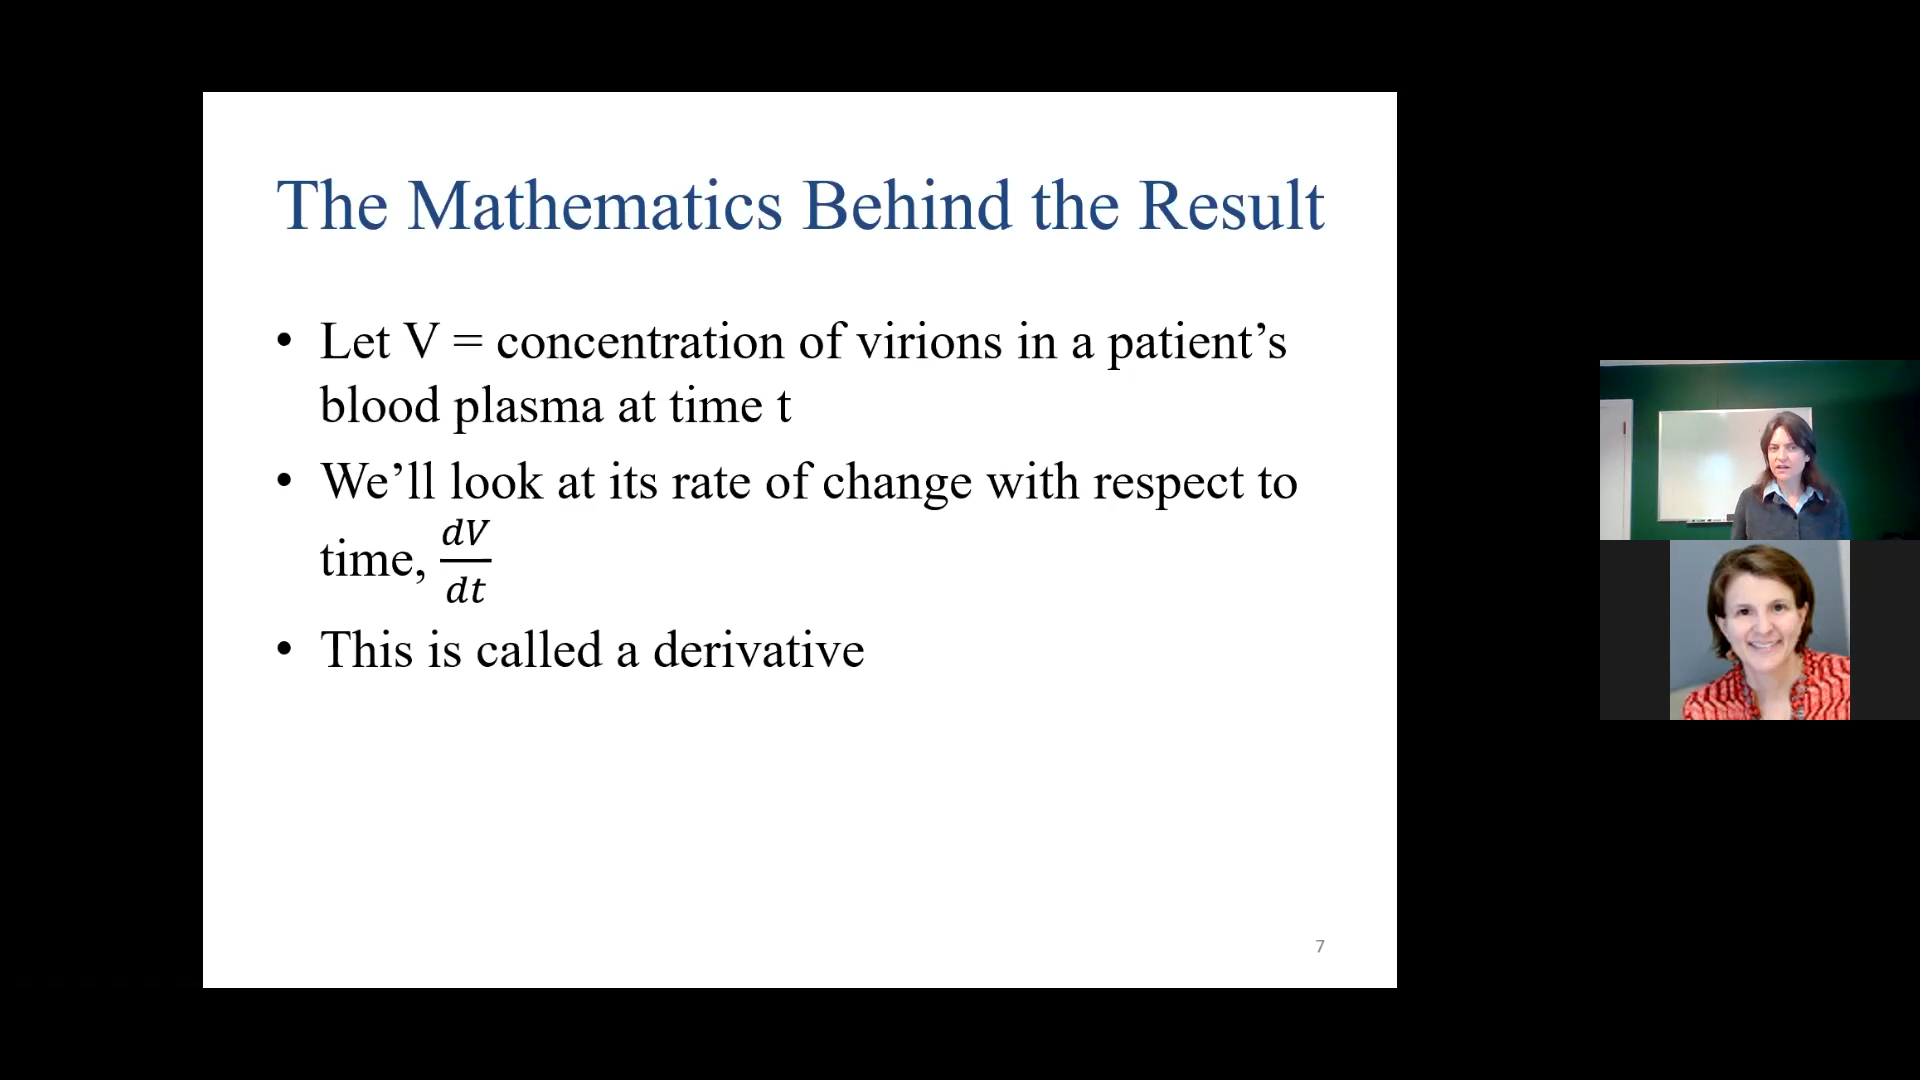 The Mathematics Behind the Result
• Let V = concentration of virions in a patient’s
blood plasma at time t
• We’ll look at its rate of change with respect to
time, dV/dt
• This is called a derivative
7